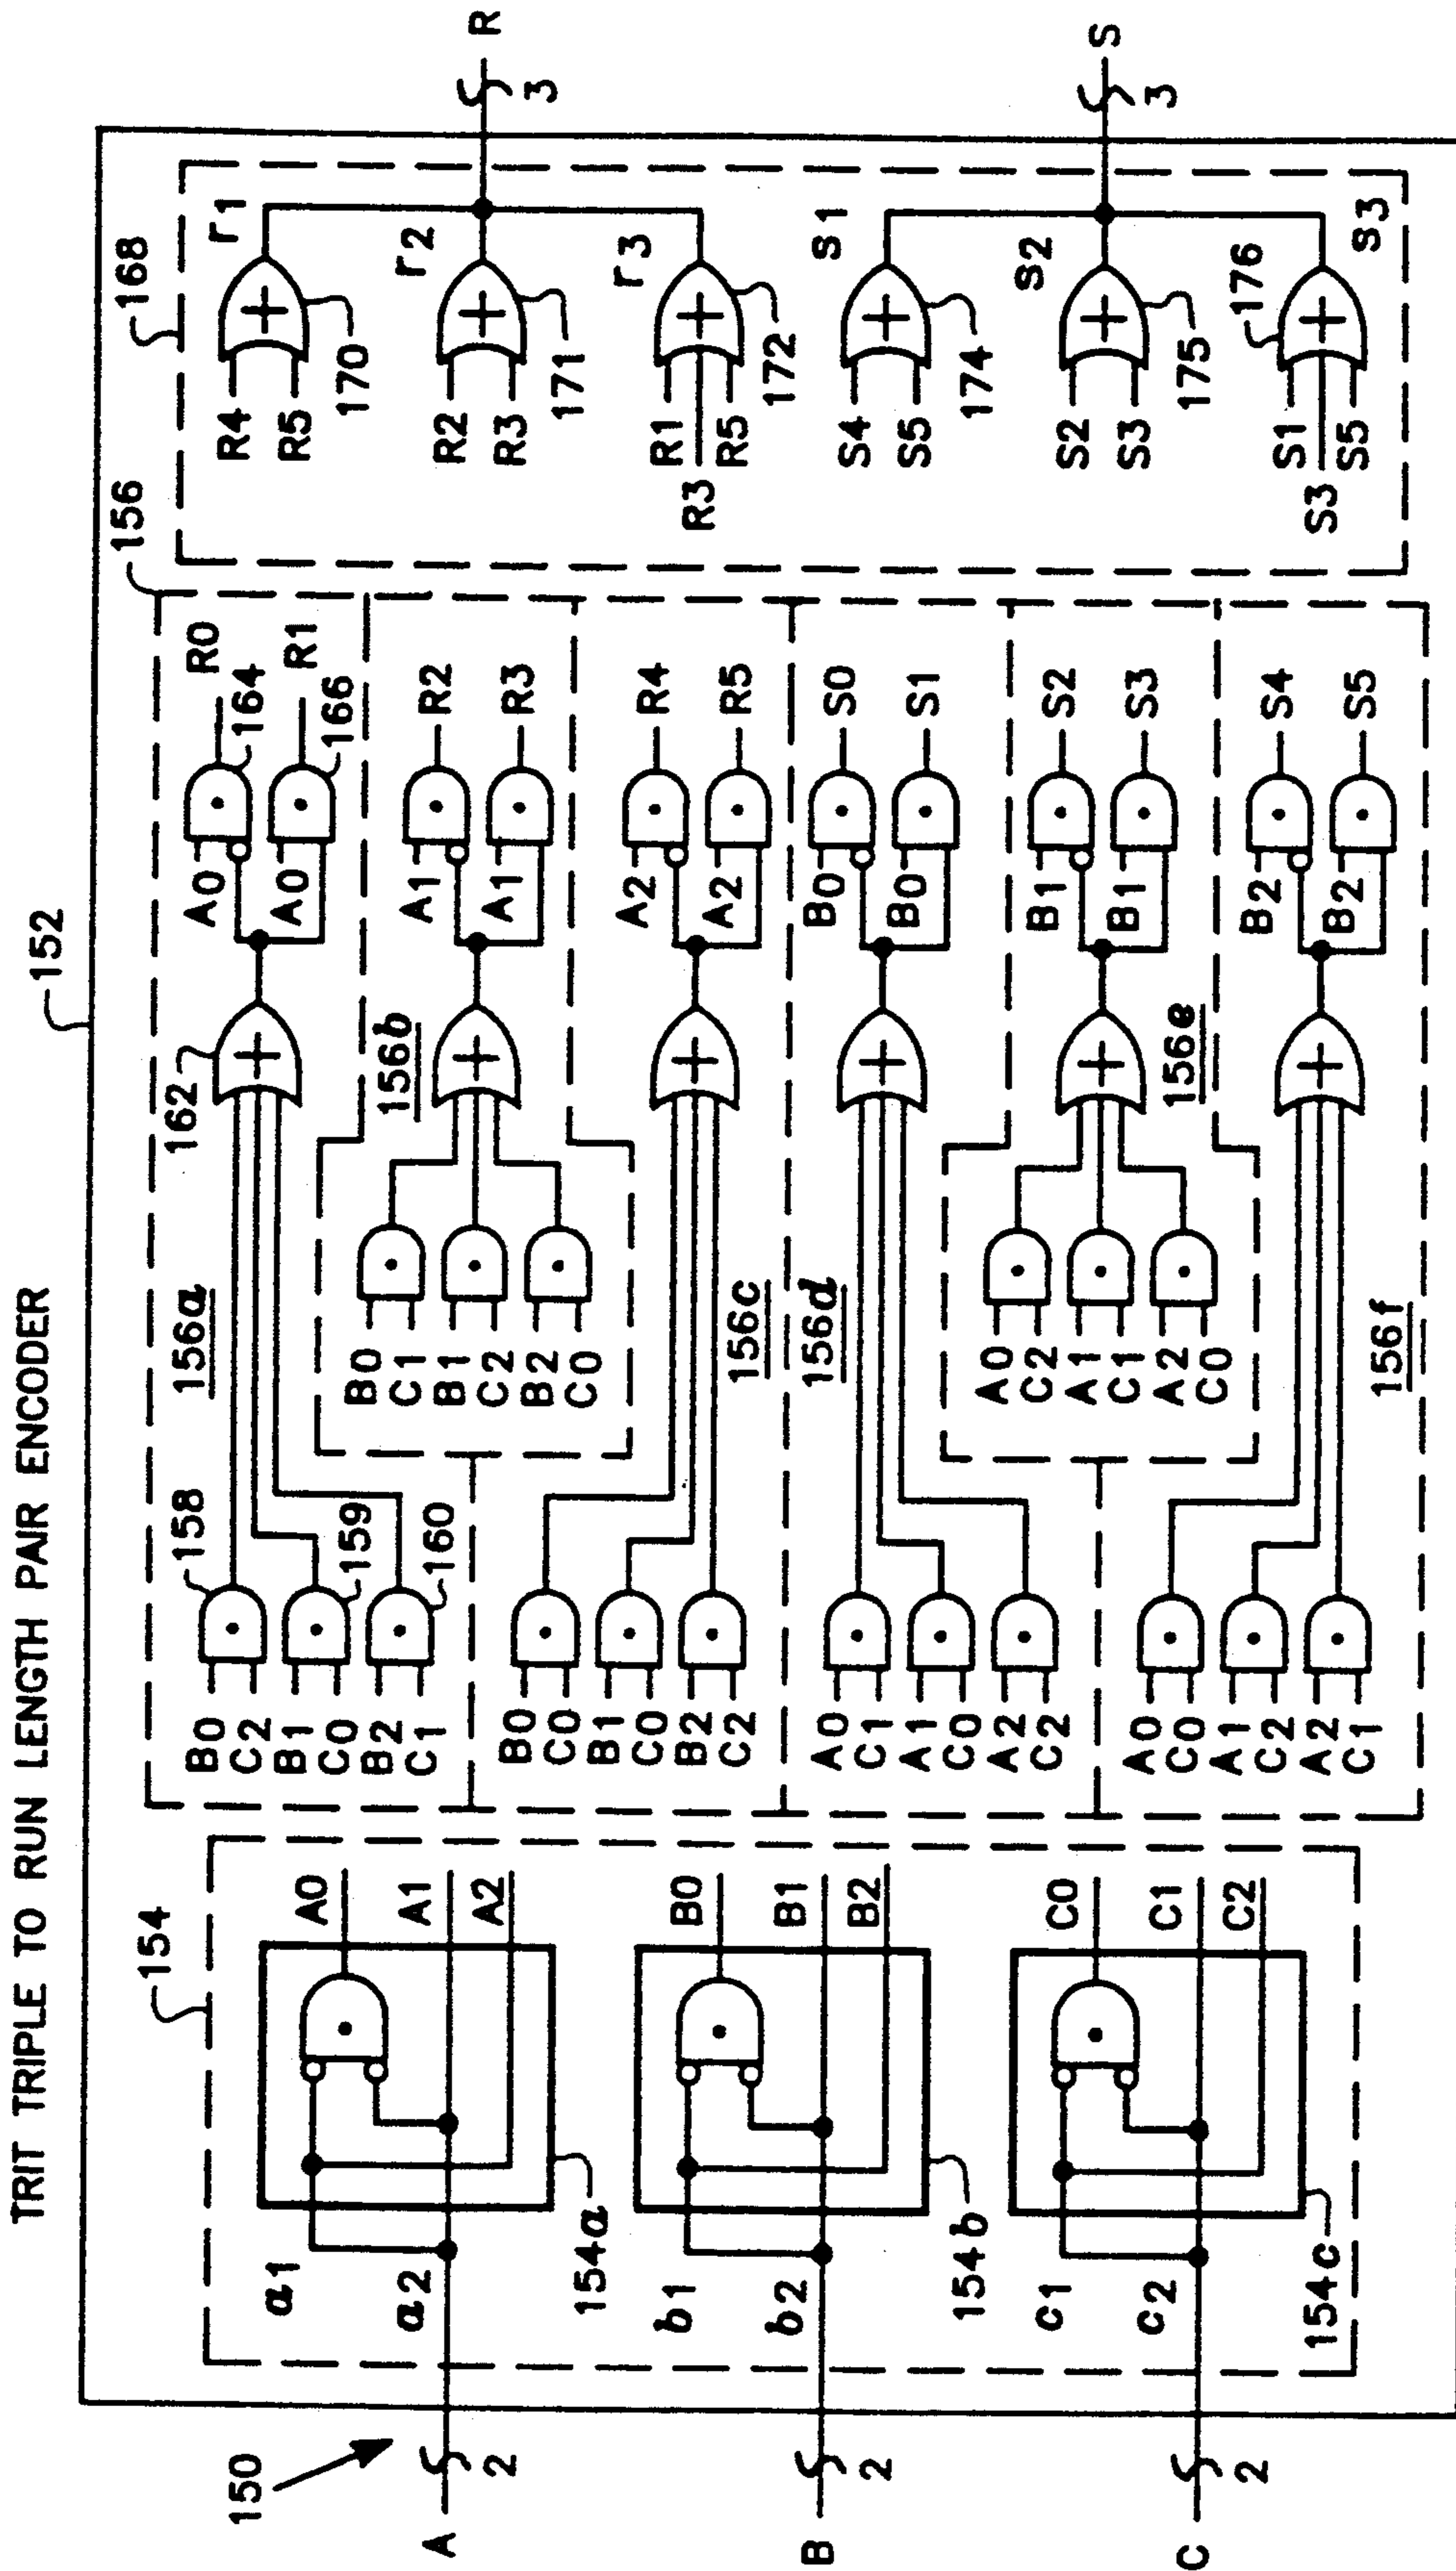 TRIT TRIPLE TO RUN LENGTH PAIR ENCODER
150
152
A
2
B
2
C
2
154
a1
a2
A0
A1
A2
154a
b1
b2
B0
B1
B2
154b
c1
c2
C0
C1
C2
154c
156
156a
B0
C2
B1
C0
B2
C1
158
159
160
162
A0
A0
164
166
R0
R1
156b
B0
C1
B1
C2
B2
C0
A1
A1
R2
R3
156c
B0
C0
B1
C0
B2
C2
A2
A2
R4
R5
156d
A0
C1
A1
C0
A2
C2
B0
B0
S0
S1
156e
A0
C2
A1
C1
A2
C0
B1
B1
S2
S3
156f
A0
C0
A1
C2
A2
C1
B2
B2
S4
S5
168
R4
R5
170
r1
R2
R3
171
r2
R1
R3
R5
172
r3
R
3
S4
S5
174
s1
S2
S3
175
s2
S1
S3
S5
176
s3
S
3